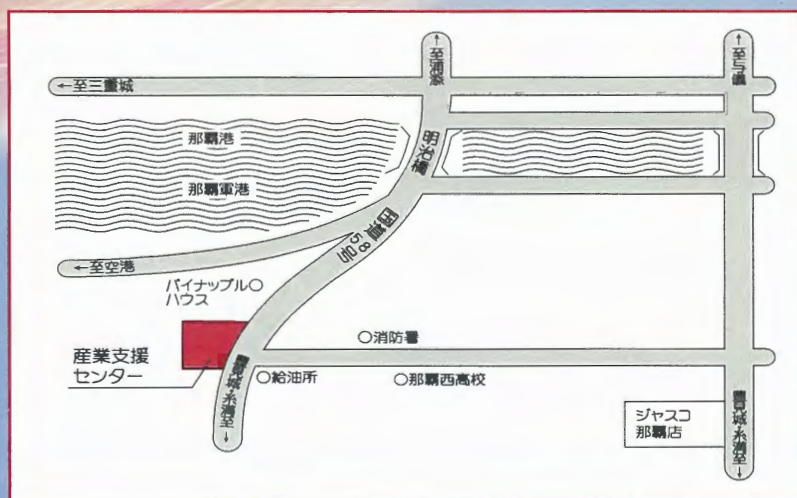 ↑至浦添
↑至与儀
←至三重城
那覇港
那覇軍港
明治橋
国道58号
←至空港
パイナップル○
ハウス
○消防署
産業支援
センター
○給油所
○那覇西高校
豊見城・糸満至↓
ジャスコ
那覇店
豊見城・糸満至↓